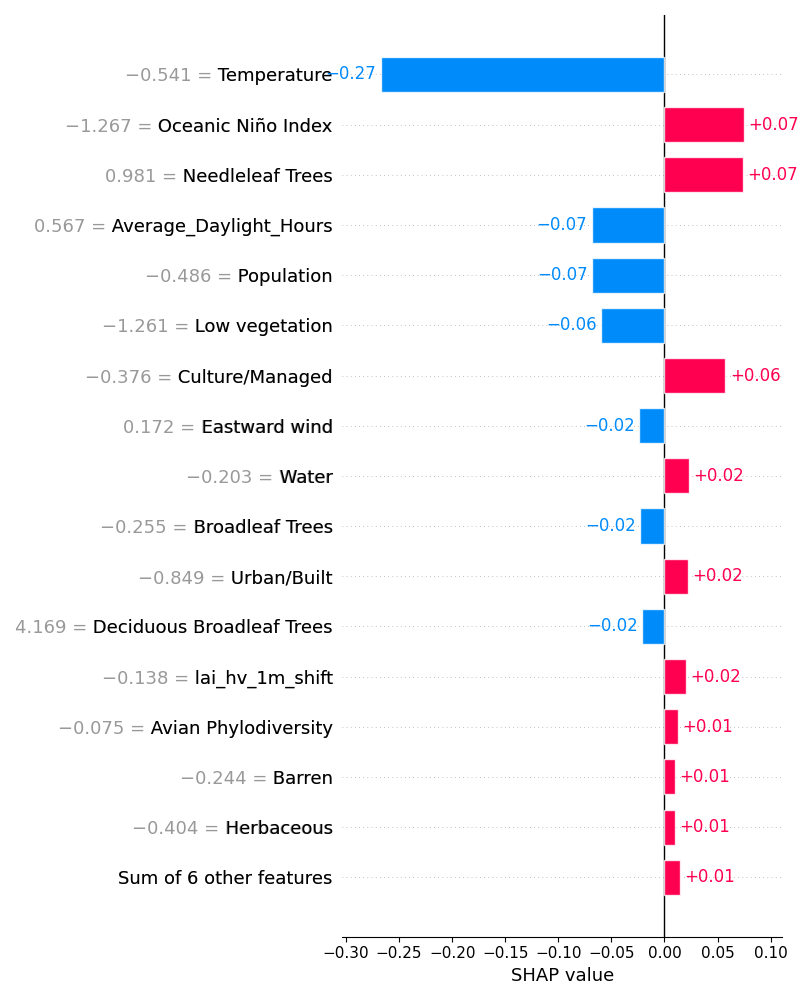 −0.541 = Temperature −0.27
−1.267 = Oceanic Niño Index +0.07
0.981 = Needleleaf Trees +0.07
0.567 = Average_Daylight_Hours −0.07
−0.486 = Population −0.07
−1.261 = Low vegetation −0.06
−0.376 = Culture/Managed +0.06
0.172 = Eastward wind −0.02
−0.203 = Water +0.02
−0.255 = Broadleaf Trees −0.02
−0.849 = Urban/Built +0.02
4.169 = Deciduous Broadleaf Trees −0.02
−0.138 = lai_hv_1m_shift +0.02
−0.075 = Avian Phylodiversity +0.01
−0.244 = Barren +0.01
−0.404 = Herbaceous +0.01
Sum of 6 other features +0.01
−0.30 −0.25 −0.20 −0.15 −0.10 −0.05 0.00 0.05 0.10
SHAP value